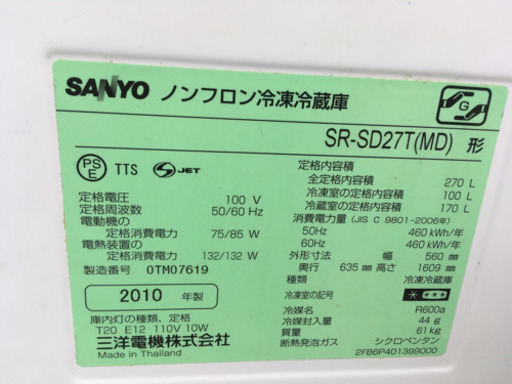 SANYO ノンフロン冷凍冷蔵庫
G
SR-SD27T(MD) 形
PSE TTS S-JET
定格電圧 100 V
定格周波数 50/60 Hz
電動機の
定格消費電力 75/85 W
電熱装置の
定格消費電力 132/132 W
製造番号 0TM07619
2010 年製
庫内灯の種類、定格
T20 E12 110V 10W
三洋電機株式会社
Made in Thailand
定格内容積
全定格内容積 270 L
冷凍室の定格内容積 100 L
冷蔵室の定格内容積 170 L
消費電力量 (JIS C 9801-2006年)
50Hz 460 kWh/年
60Hz 460 kWh/年
外形寸法 幅 560 mm
奥行 635 mm 高さ 1609 mm
種類 冷凍冷蔵庫
冷凍室の記号
冷媒名 R600a
冷媒封入量 44 g
質量 61 kg
断熱発泡ガス シクロペンタン
2FB6P401399000